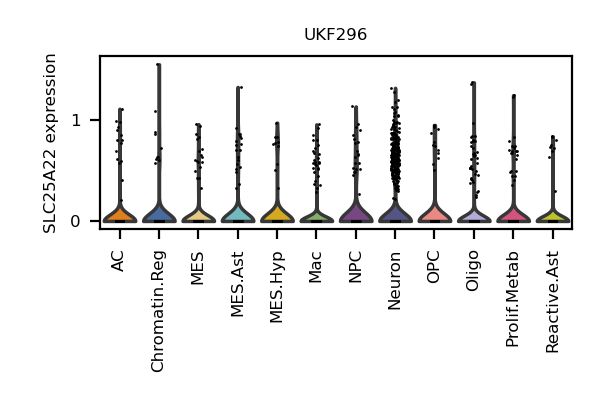 UKF296
SLC25A22 expression
1
0
AC
Chromatin.Reg
MES
MES.Ast
MES.Hyp
Mac
NPC
Neuron
OPC
Oligo
Prolif.Metab
Reactive.Ast